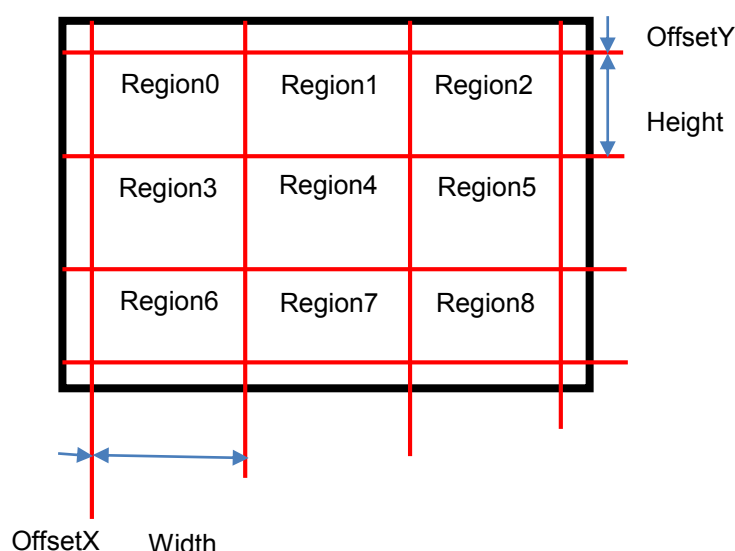 OffsetY
Region0 Region1 Region2
Height
Region3 Region4 Region5
Region6 Region7 Region8
OffsetX Width